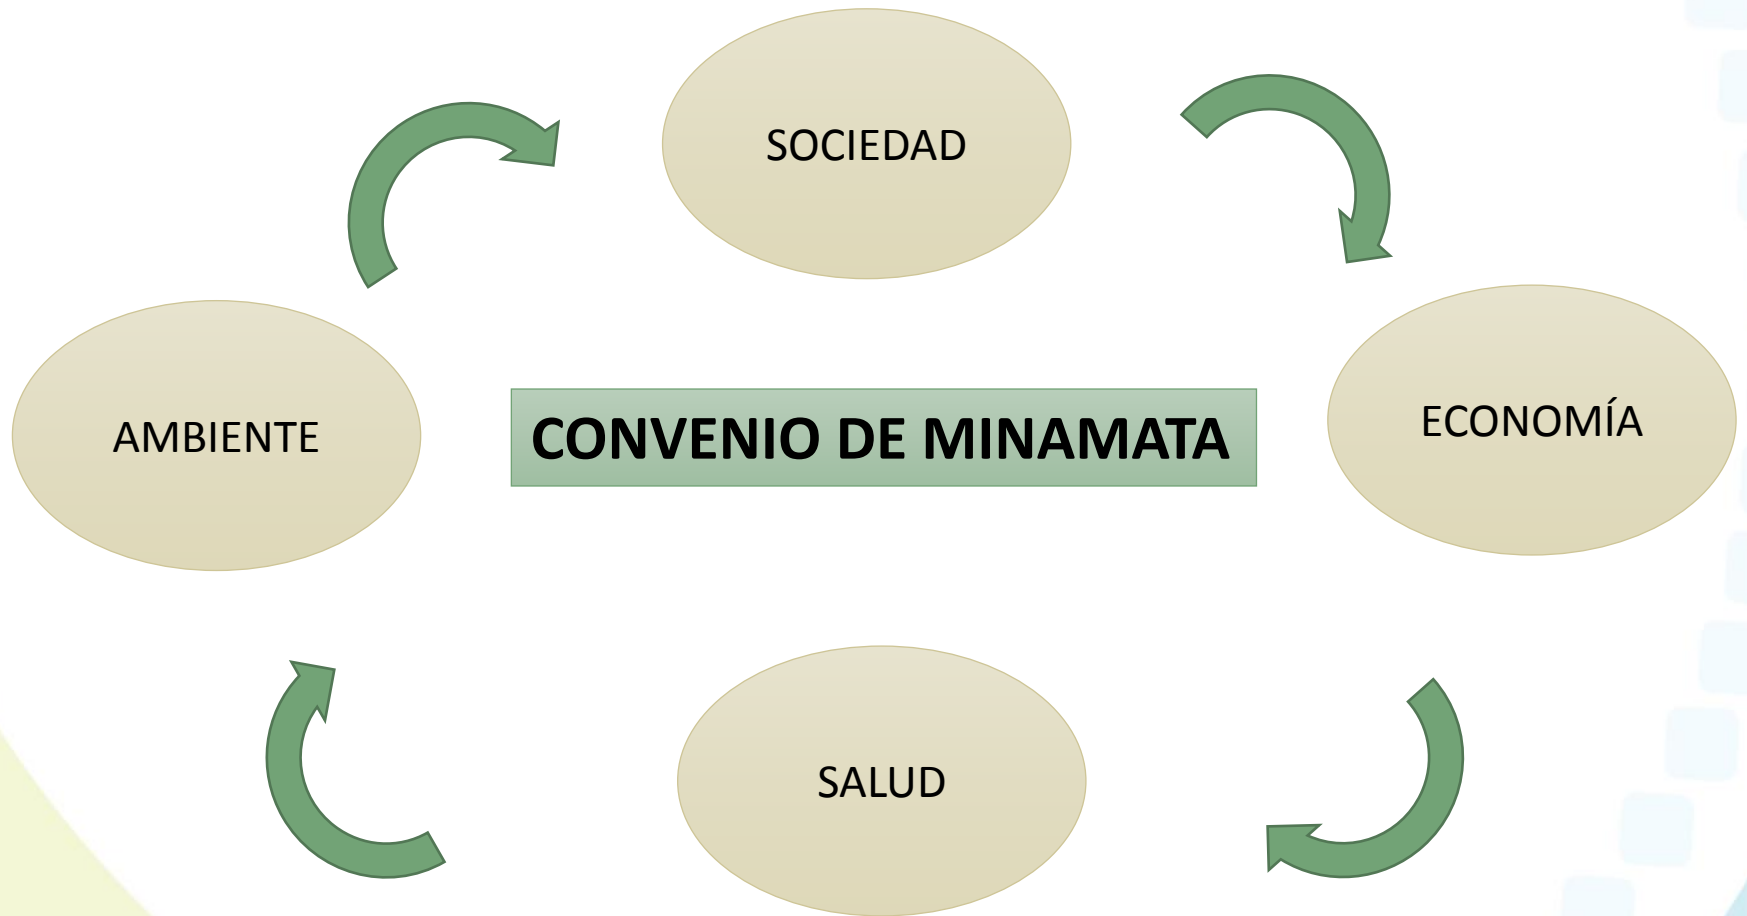 SOCIEDAD
AMBIENTE
CONVENIO DE MINAMATA
ECONOMÍA
SALUD